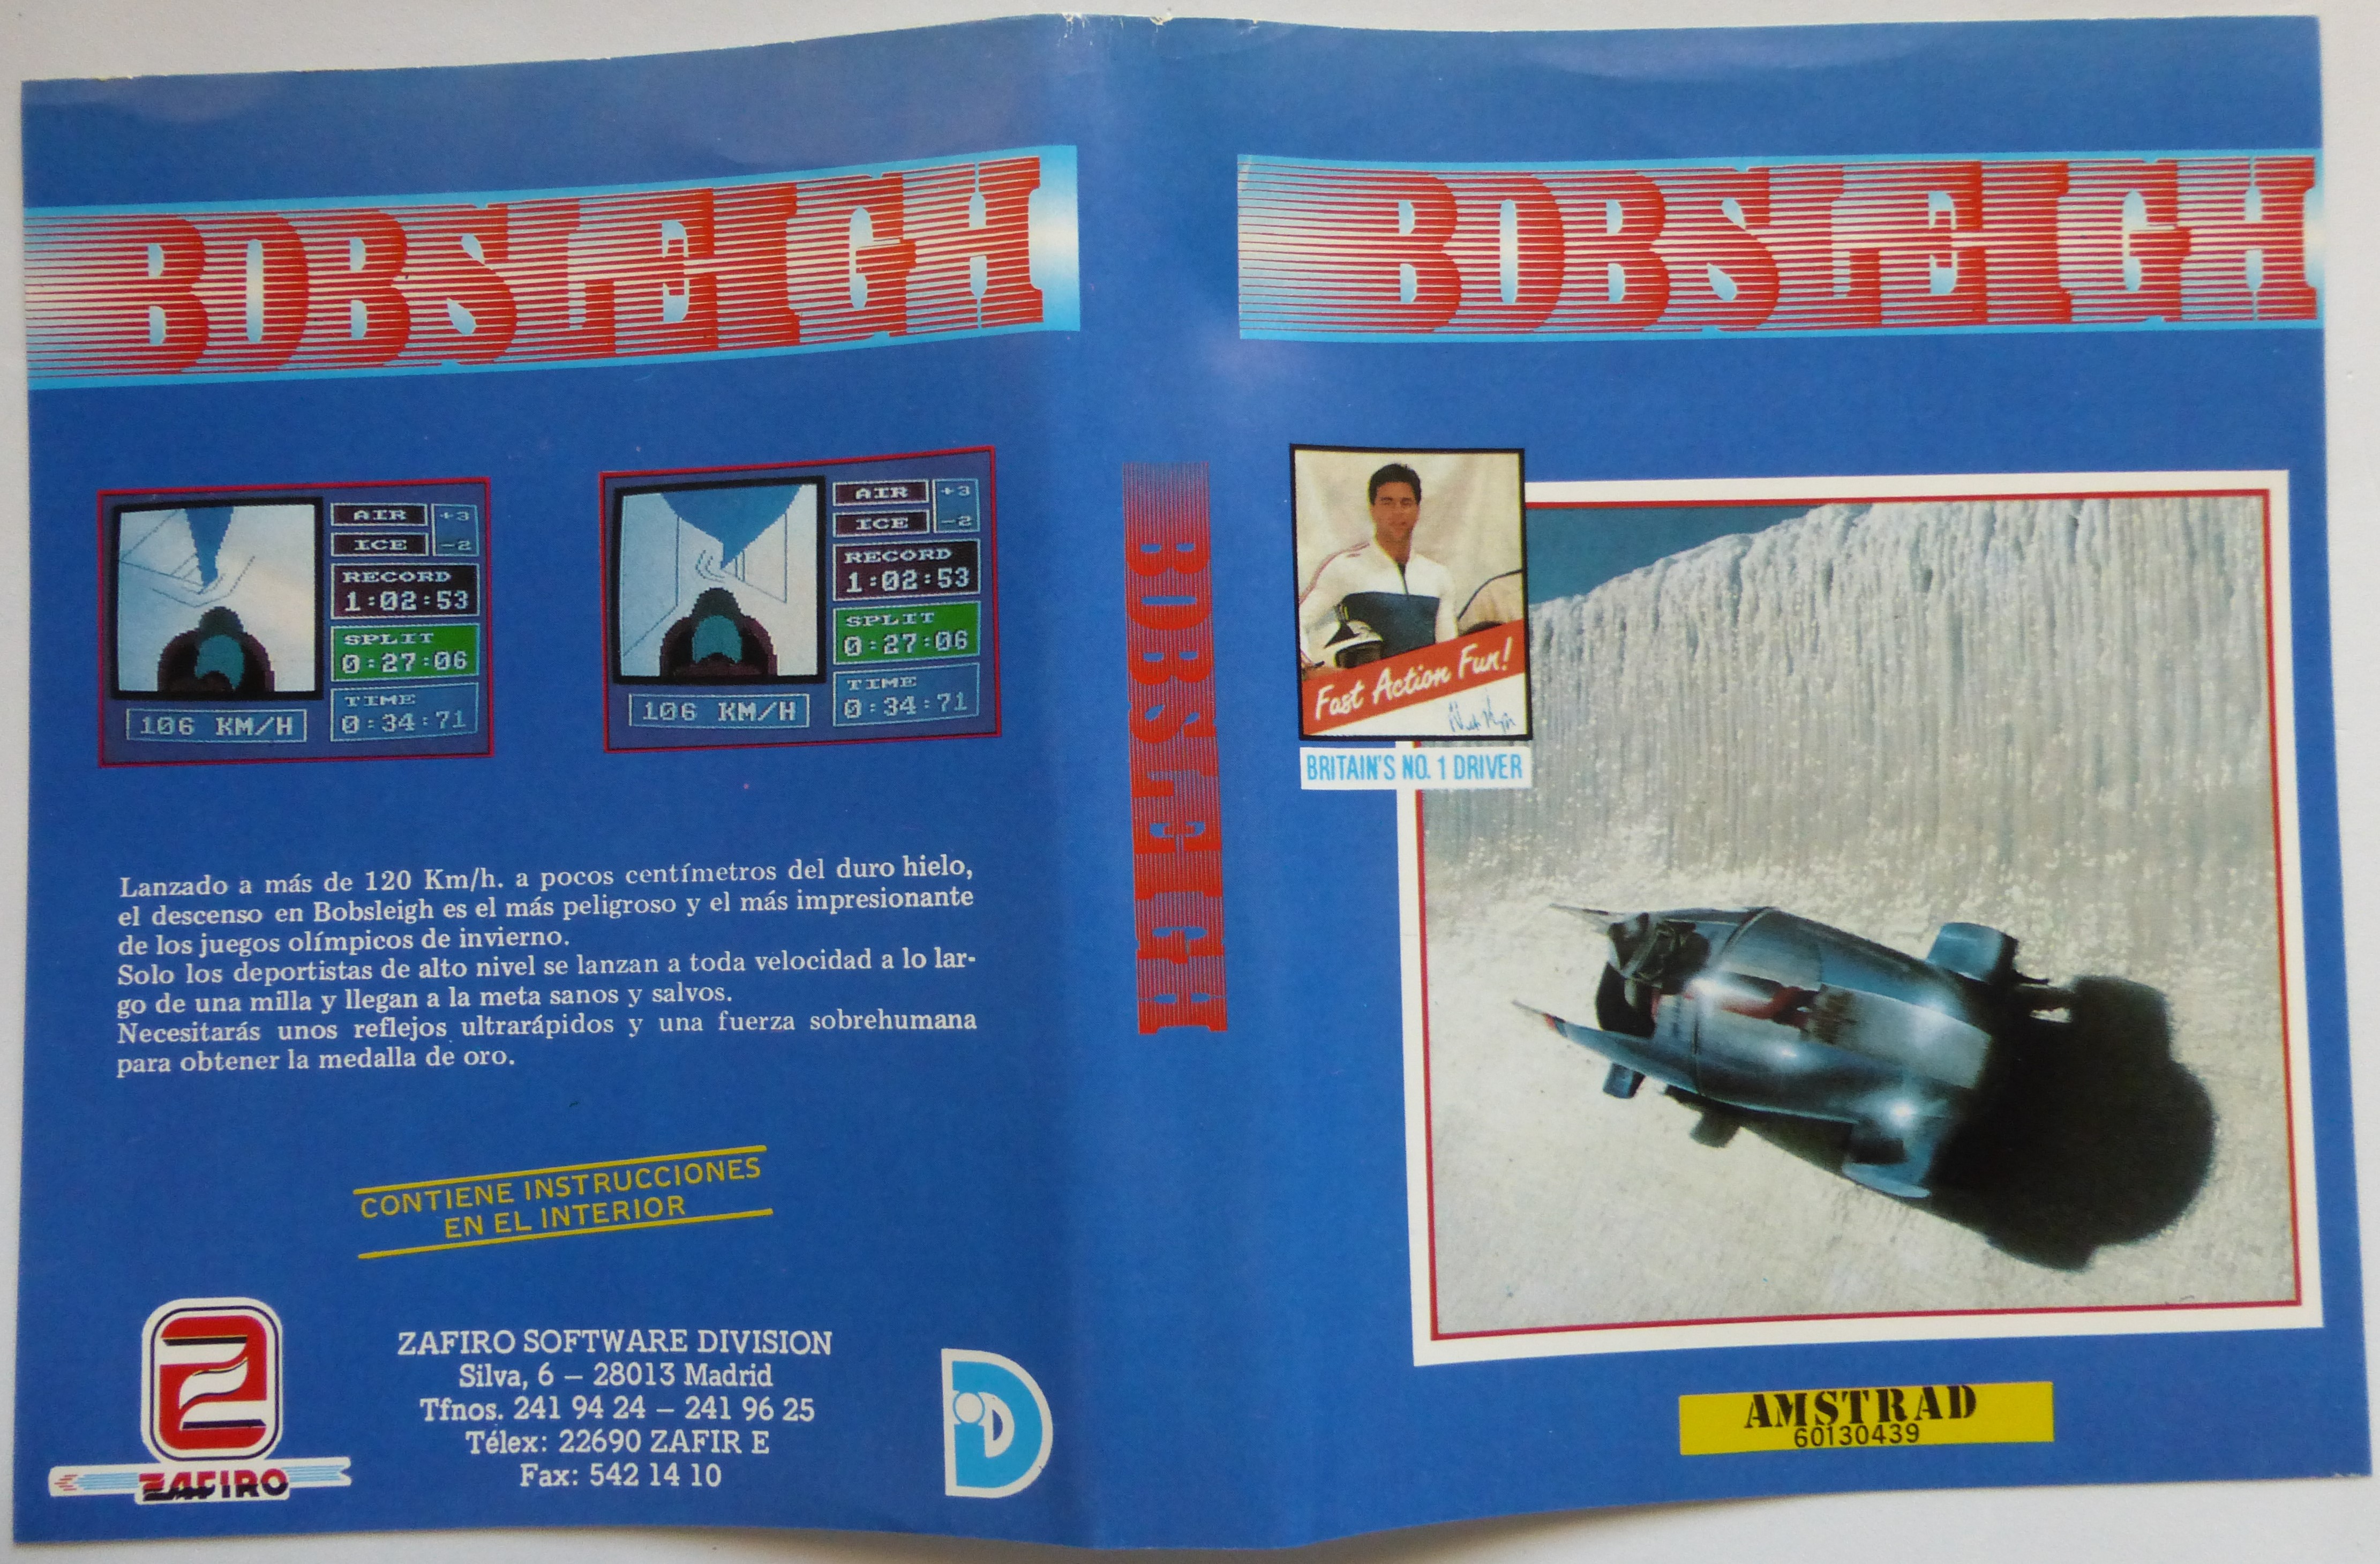 BOBSLEIGH
AIR +3
ICE -2
RECORD
1:02:53
SPLIT
0:27:06
TIME
0:34:71
106 KM/H
AIR +3
ICE -2
RECORD
1:02:53
SPLIT
0:27:06
TIME
0:34:71
106 KM/H
Lanzado a más de 120 Km/h. a pocos centímetros del duro hielo,
el descenso en Bobsleigh es el más peligroso y el más impresionante
de los juegos olímpicos de invierno.
Solo los deportistas de alto nivel se lanzan a toda velocidad a lo lar-
go de una milla y llegan a la meta sanos y salvos.
Necesitarás unos reflejos ultrarápidos y una fuerza sobrehumana
para obtener la medalla de oro.
CONTIENE INSTRUCCIONES
EN EL INTERIOR
ZAFIRO
ZAFIRO SOFTWARE DIVISION
Silva, 6 – 28013 Madrid
Tfnos. 241 94 24 – 241 96 25
Télex: 22690 ZAFIR E
Fax: 542 14 10
iD
BOBSLEIGH
BOBSLEIGH
Fast Action Fun!
BRITAIN'S NO. 1 DRIVER
AMSTRAD
60130439